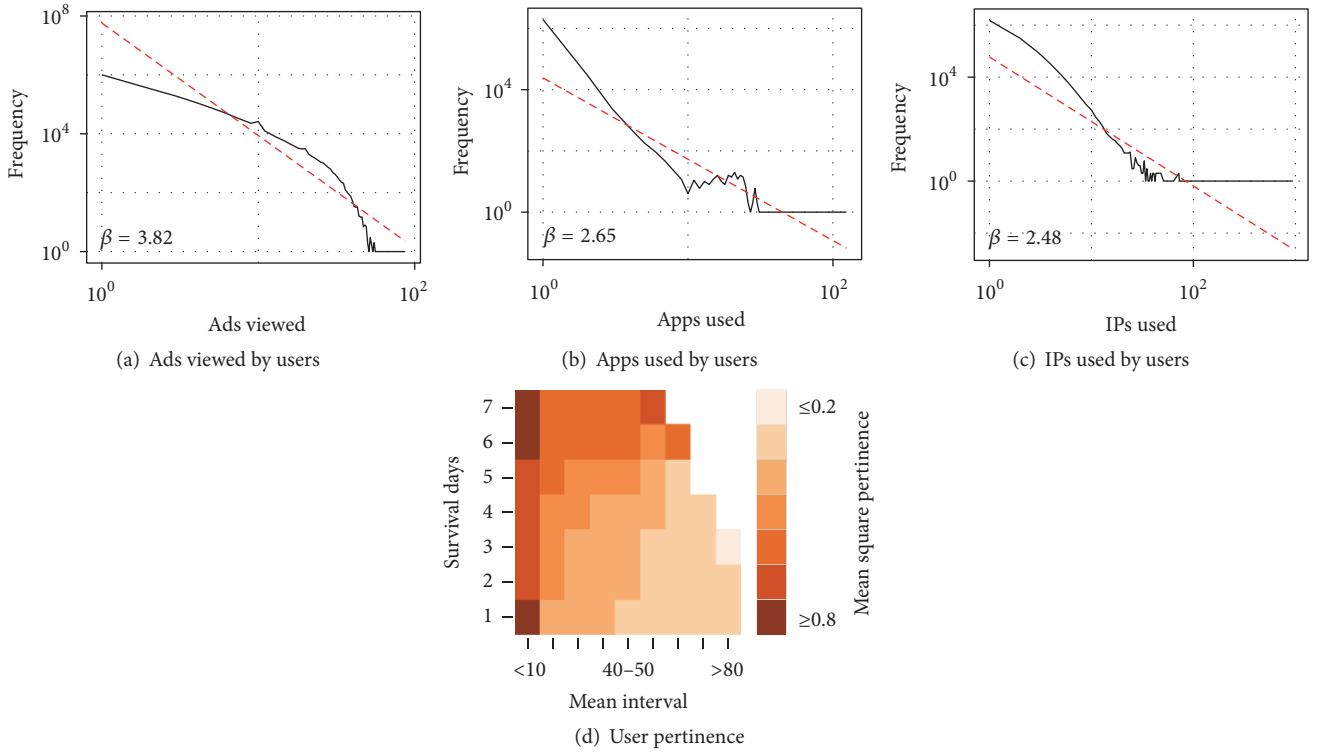 10^8
10^4
10^0
Frequency
β = 3.82
10^0
10^2
Ads viewed
(a) Ads viewed by users
10^4
10^0
Frequency
β = 2.65
10^0
10^2
Apps used
(b) Apps used by users
10^4
10^0
Frequency
β = 2.48
10^0
10^2
IPs used
(c) IPs used by users
7
6
5
4
3
2
1
Survival days
<10
40–50
>80
Mean interval
≤0.2
≥0.8
Mean square pertinence
(d) User pertinence